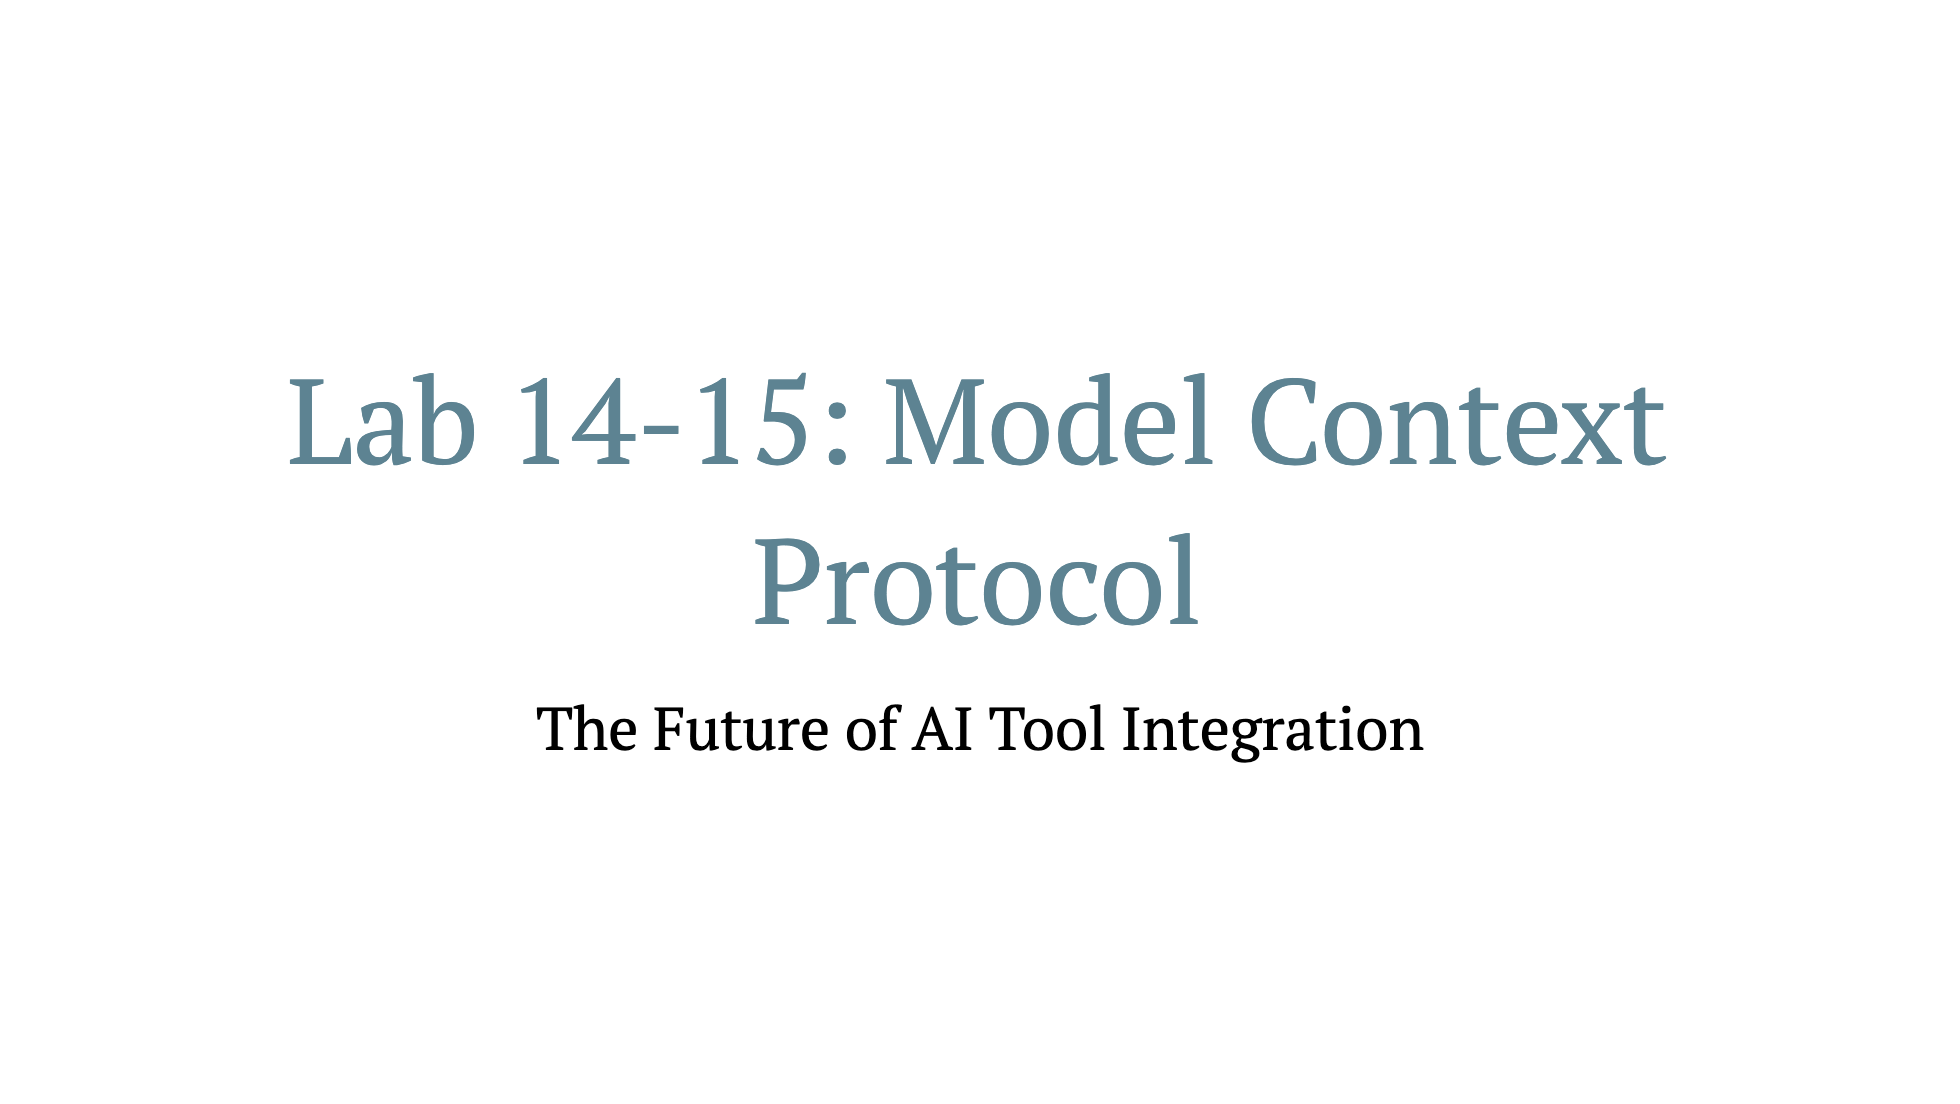 Lab 14-15: Model Context
Protocol
The Future of AI Tool Integration